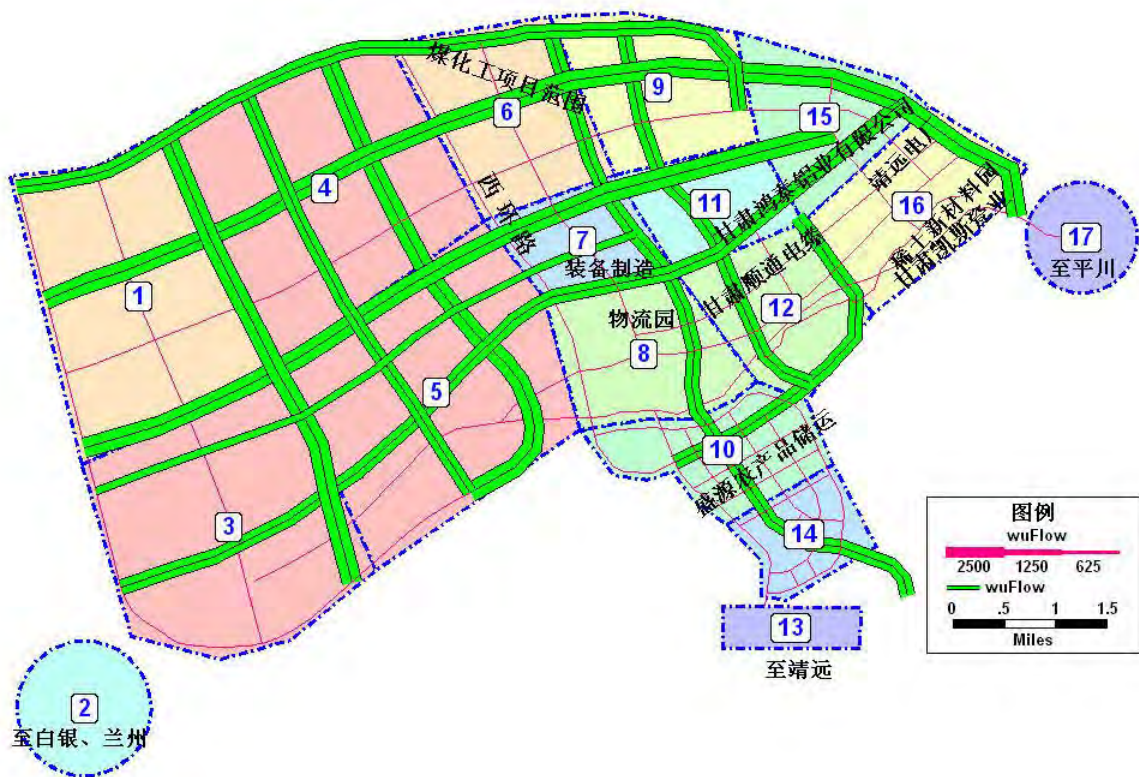 煤化工项目范围
9
6
15
甘肃鸿泰铝业有限公司
靖远电厂
4
西环路
11
16
稀土新材料园
甘肃凯斯瓷业
7
17
至平川
装备制造
甘肃顺通电缆
1
12
物流园
8
5
10
盛源农产品储运
3
14
图例
wuFlow
2500 1250 625
wuFlow
0 .5 1 1.5
Miles
13
至靖远
2
至白银、兰州